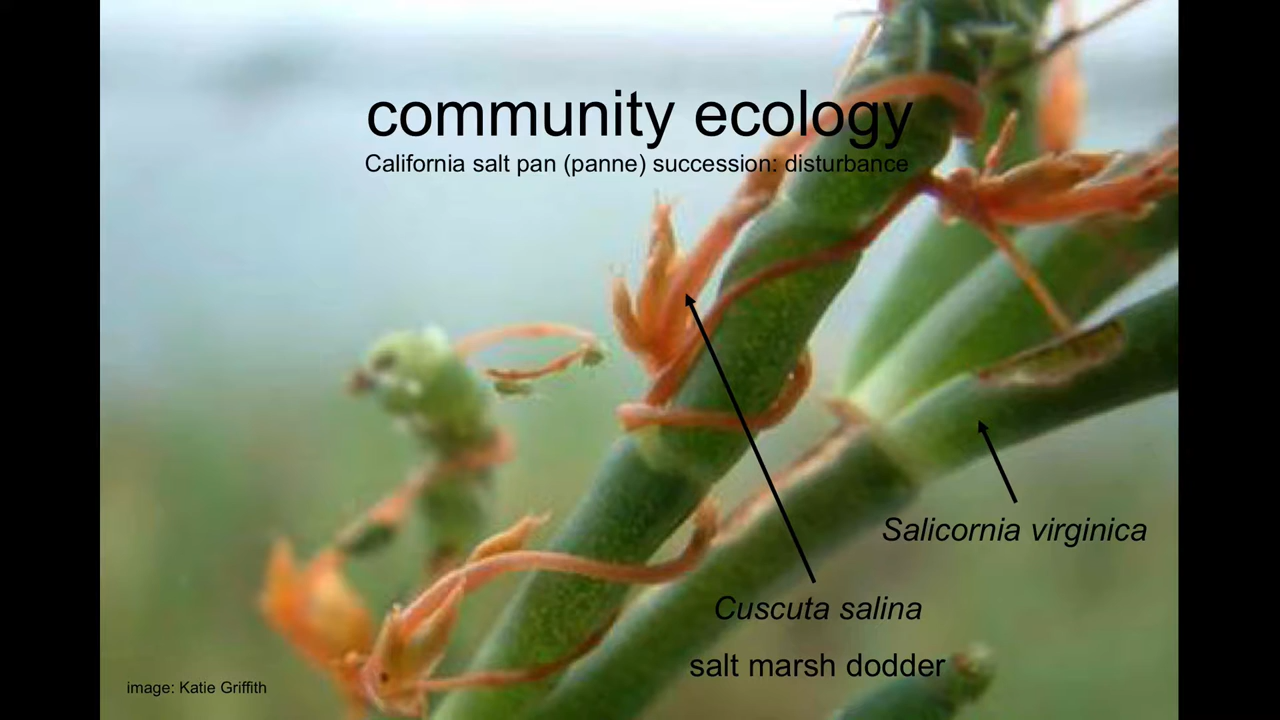 community ecology
California salt pan (panne) succession: disturbance
Salicornia virginica
Cuscuta salina
salt marsh dodder
image: Katie Griffith